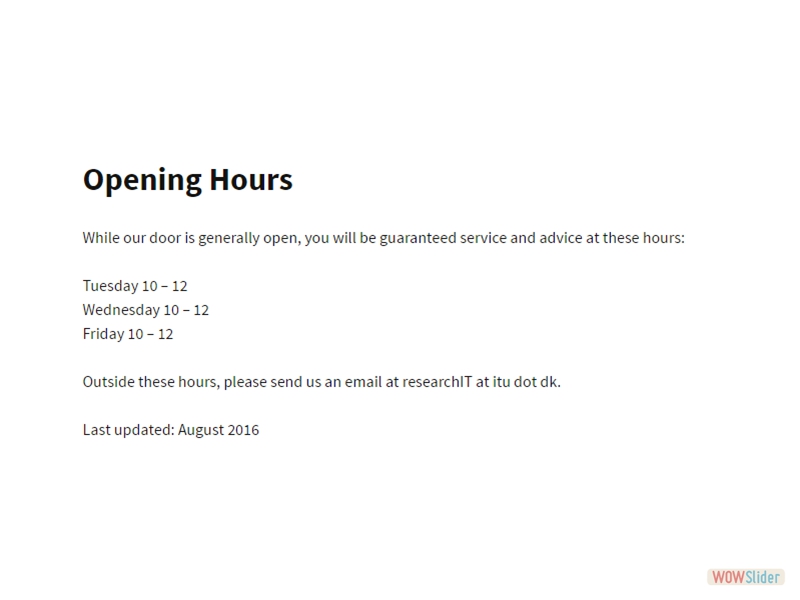 Opening Hours
While our door is generally open, you will be guaranteed service and advice at these hours:
Tuesday 10 – 12
Wednesday 10 – 12
Friday 10 – 12
Outside these hours, please send us an email at researchIT at itu dot dk.
Last updated: August 2016
WOWSlider